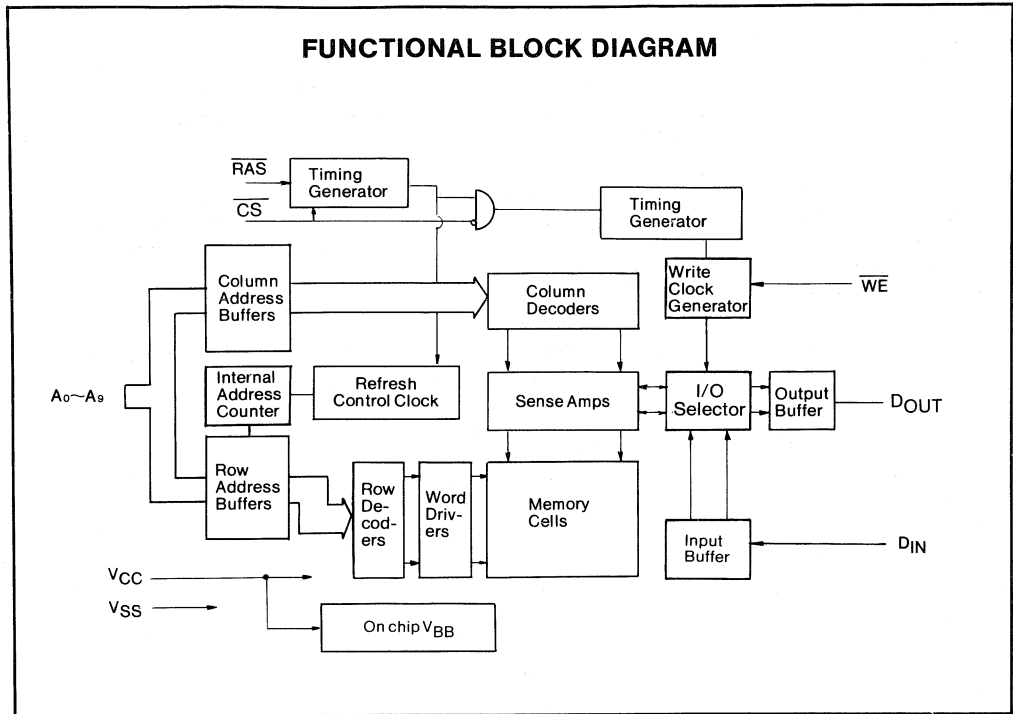 FUNCTIONAL BLOCK DIAGRAM
RAS
Timing
Generator
CS
Timing
Generator
Column
Address
Buffers
Column
Decoders
Write
Clock
Generator
WE
A0~A9
Internal
Address
Counter
Refresh
Control Clock
Sense Amps
I/O
Selector
Output
Buffer
DOUT
Row
Address
Buffers
Row
De-
cod-
ers
Word
Driv-
ers
Memory
Cells
Input
Buffer
DIN
VCC
VSS
On chip VBB